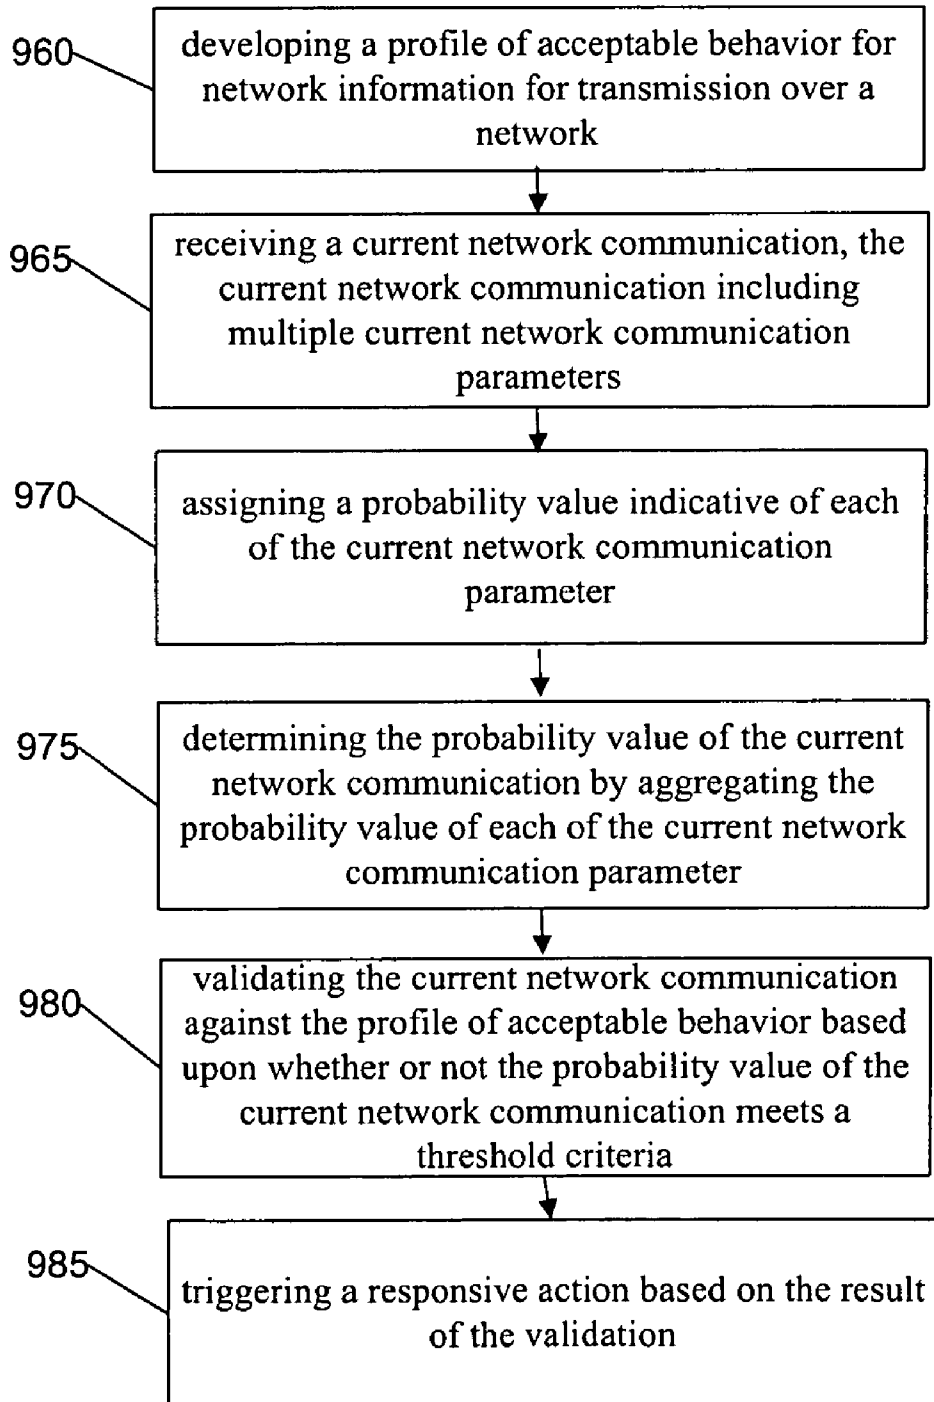 960
developing a profile of acceptable behavior for
network information for transmission over a
network
965
receiving a current network communication, the
current network communication including
multiple current network communication
parameters
970
assigning a probability value indicative of each
of the current network communication
parameter
975
determining the probability value of the current
network communication by aggregating the
probability value of each of the current network
communication parameter
980
validating the current network communication
against the profile of acceptable behavior based
upon whether or not the probability value of the
current network communication meets a
threshold criteria
985
triggering a responsive action based on the result
of the validation